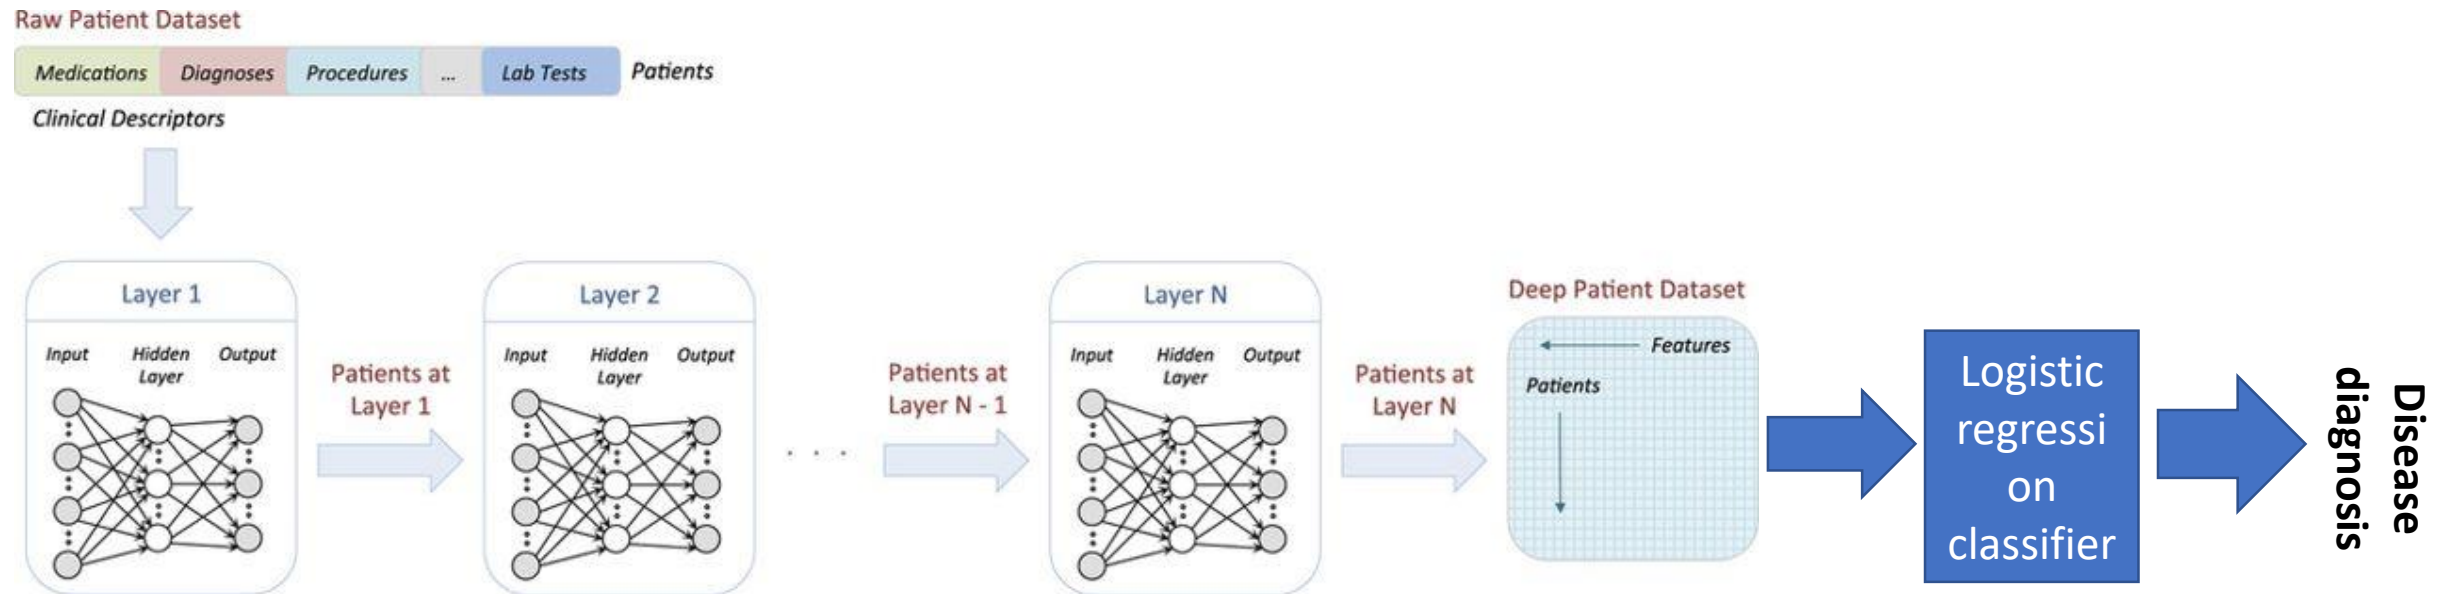 Raw Patient Dataset
Medications Diagnoses Procedures ... Lab Tests Patients
Clinical Descriptors
Layer 1
Input Hidden Output
Layer
Patients at
Layer 1
Layer 2
Input Hidden Output
Layer
. . .
Patients at
Layer N - 1
Layer N
Input Hidden Output
Layer
Patients at
Layer N
Deep Patient Dataset
Features
Patients
Logistic
regressi
on
classifier
Disease
diagnosis